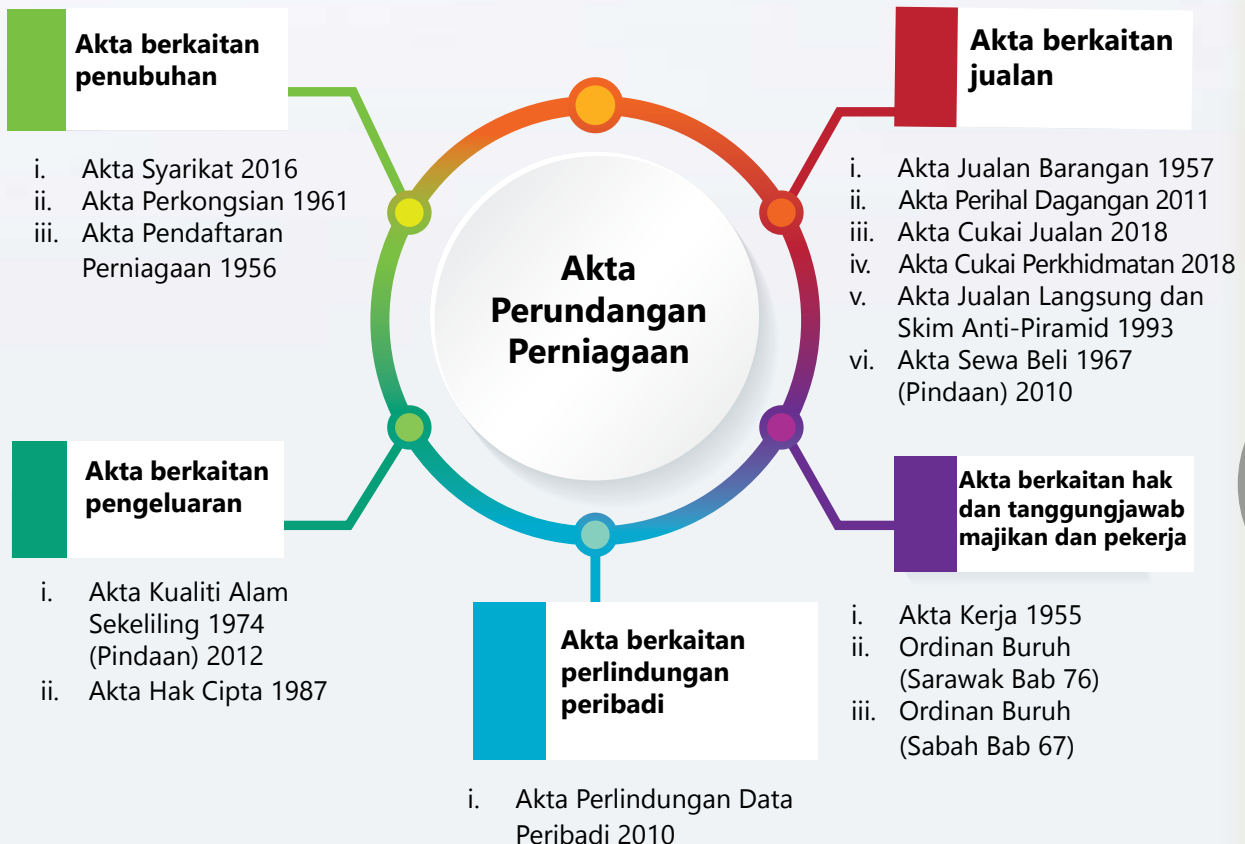 Akta berkaitan
penubuhan
i. Akta Syarikat 2016
ii. Akta Perkongsian 1961
iii. Akta Pendaftaran
Perniagaan 1956
Akta berkaitan
jualan
i. Akta Jualan Barangan 1957
ii. Akta Perihal Dagangan 2011
iii. Akta Cukai Jualan 2018
iv. Akta Cukai Perkhidmatan 2018
v. Akta Jualan Langsung dan
Skim Anti-Piramid 1993
vi. Akta Sewa Beli 1967
(Pindaan) 2010
Akta
Perundangan
Perniagaan
Akta berkaitan
pengeluaran
i. Akta Kualiti Alam
Sekeliling 1974
(Pindaan) 2012
ii. Akta Hak Cipta 1987
Akta berkaitan
perlindungan
peribadi
i. Akta Perlindungan Data
Peribadi 2010
Akta berkaitan hak
dan tanggungjawab
majikan dan pekerja
i. Akta Kerja 1955
ii. Ordinan Buruh
(Sarawak Bab 76)
iii. Ordinan Buruh
(Sabah Bab 67)